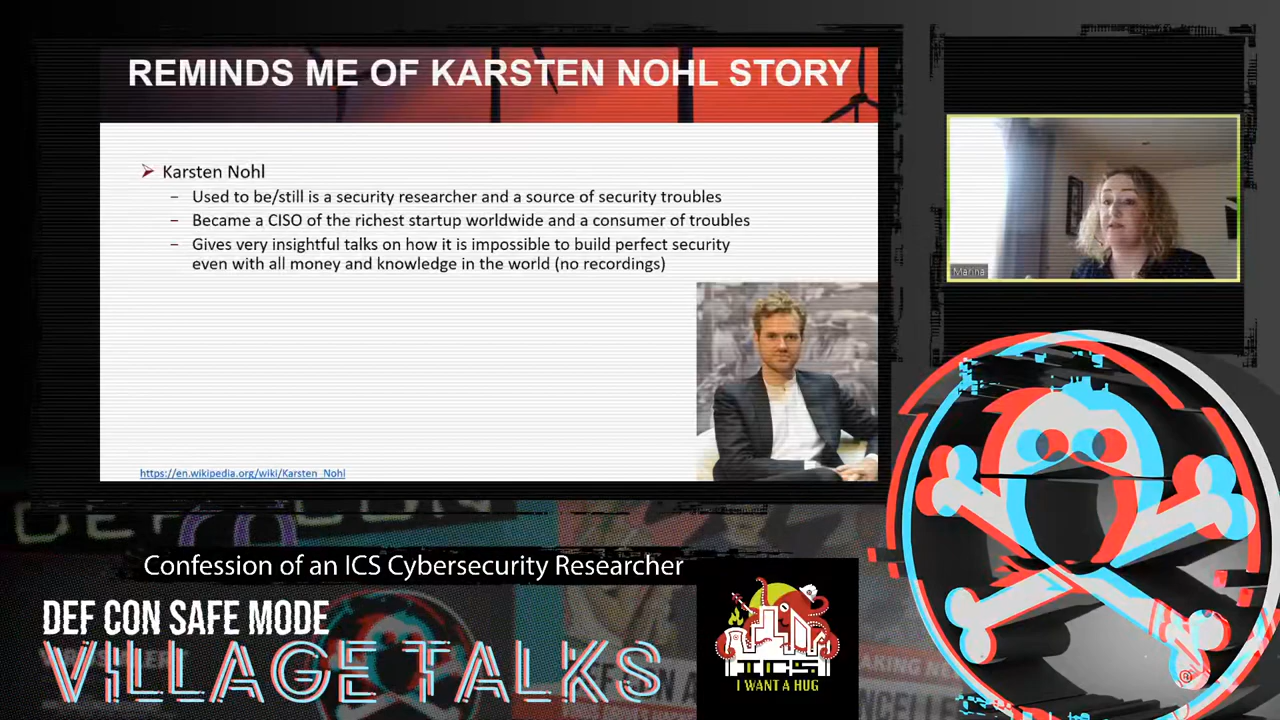 REMINDS ME OF KARSTEN NOHL STORY
Karsten Nohl
– Used to be/still is a security researcher and a source of security troubles
– Became a CISO of the richest startup worldwide and a consumer of troubles
– Gives very insightful talks on how it is impossible to build perfect security
even with all money and knowledge in the world (no recordings)
https://en.wikipedia.org/wiki/Karsten_Nohl
Marina
DEF CON
Confession of an ICS Cybersecurity Researcher
DEF CON SAFE MODE
VILLAGE TALKS
ICS
I WANT A HUG
®